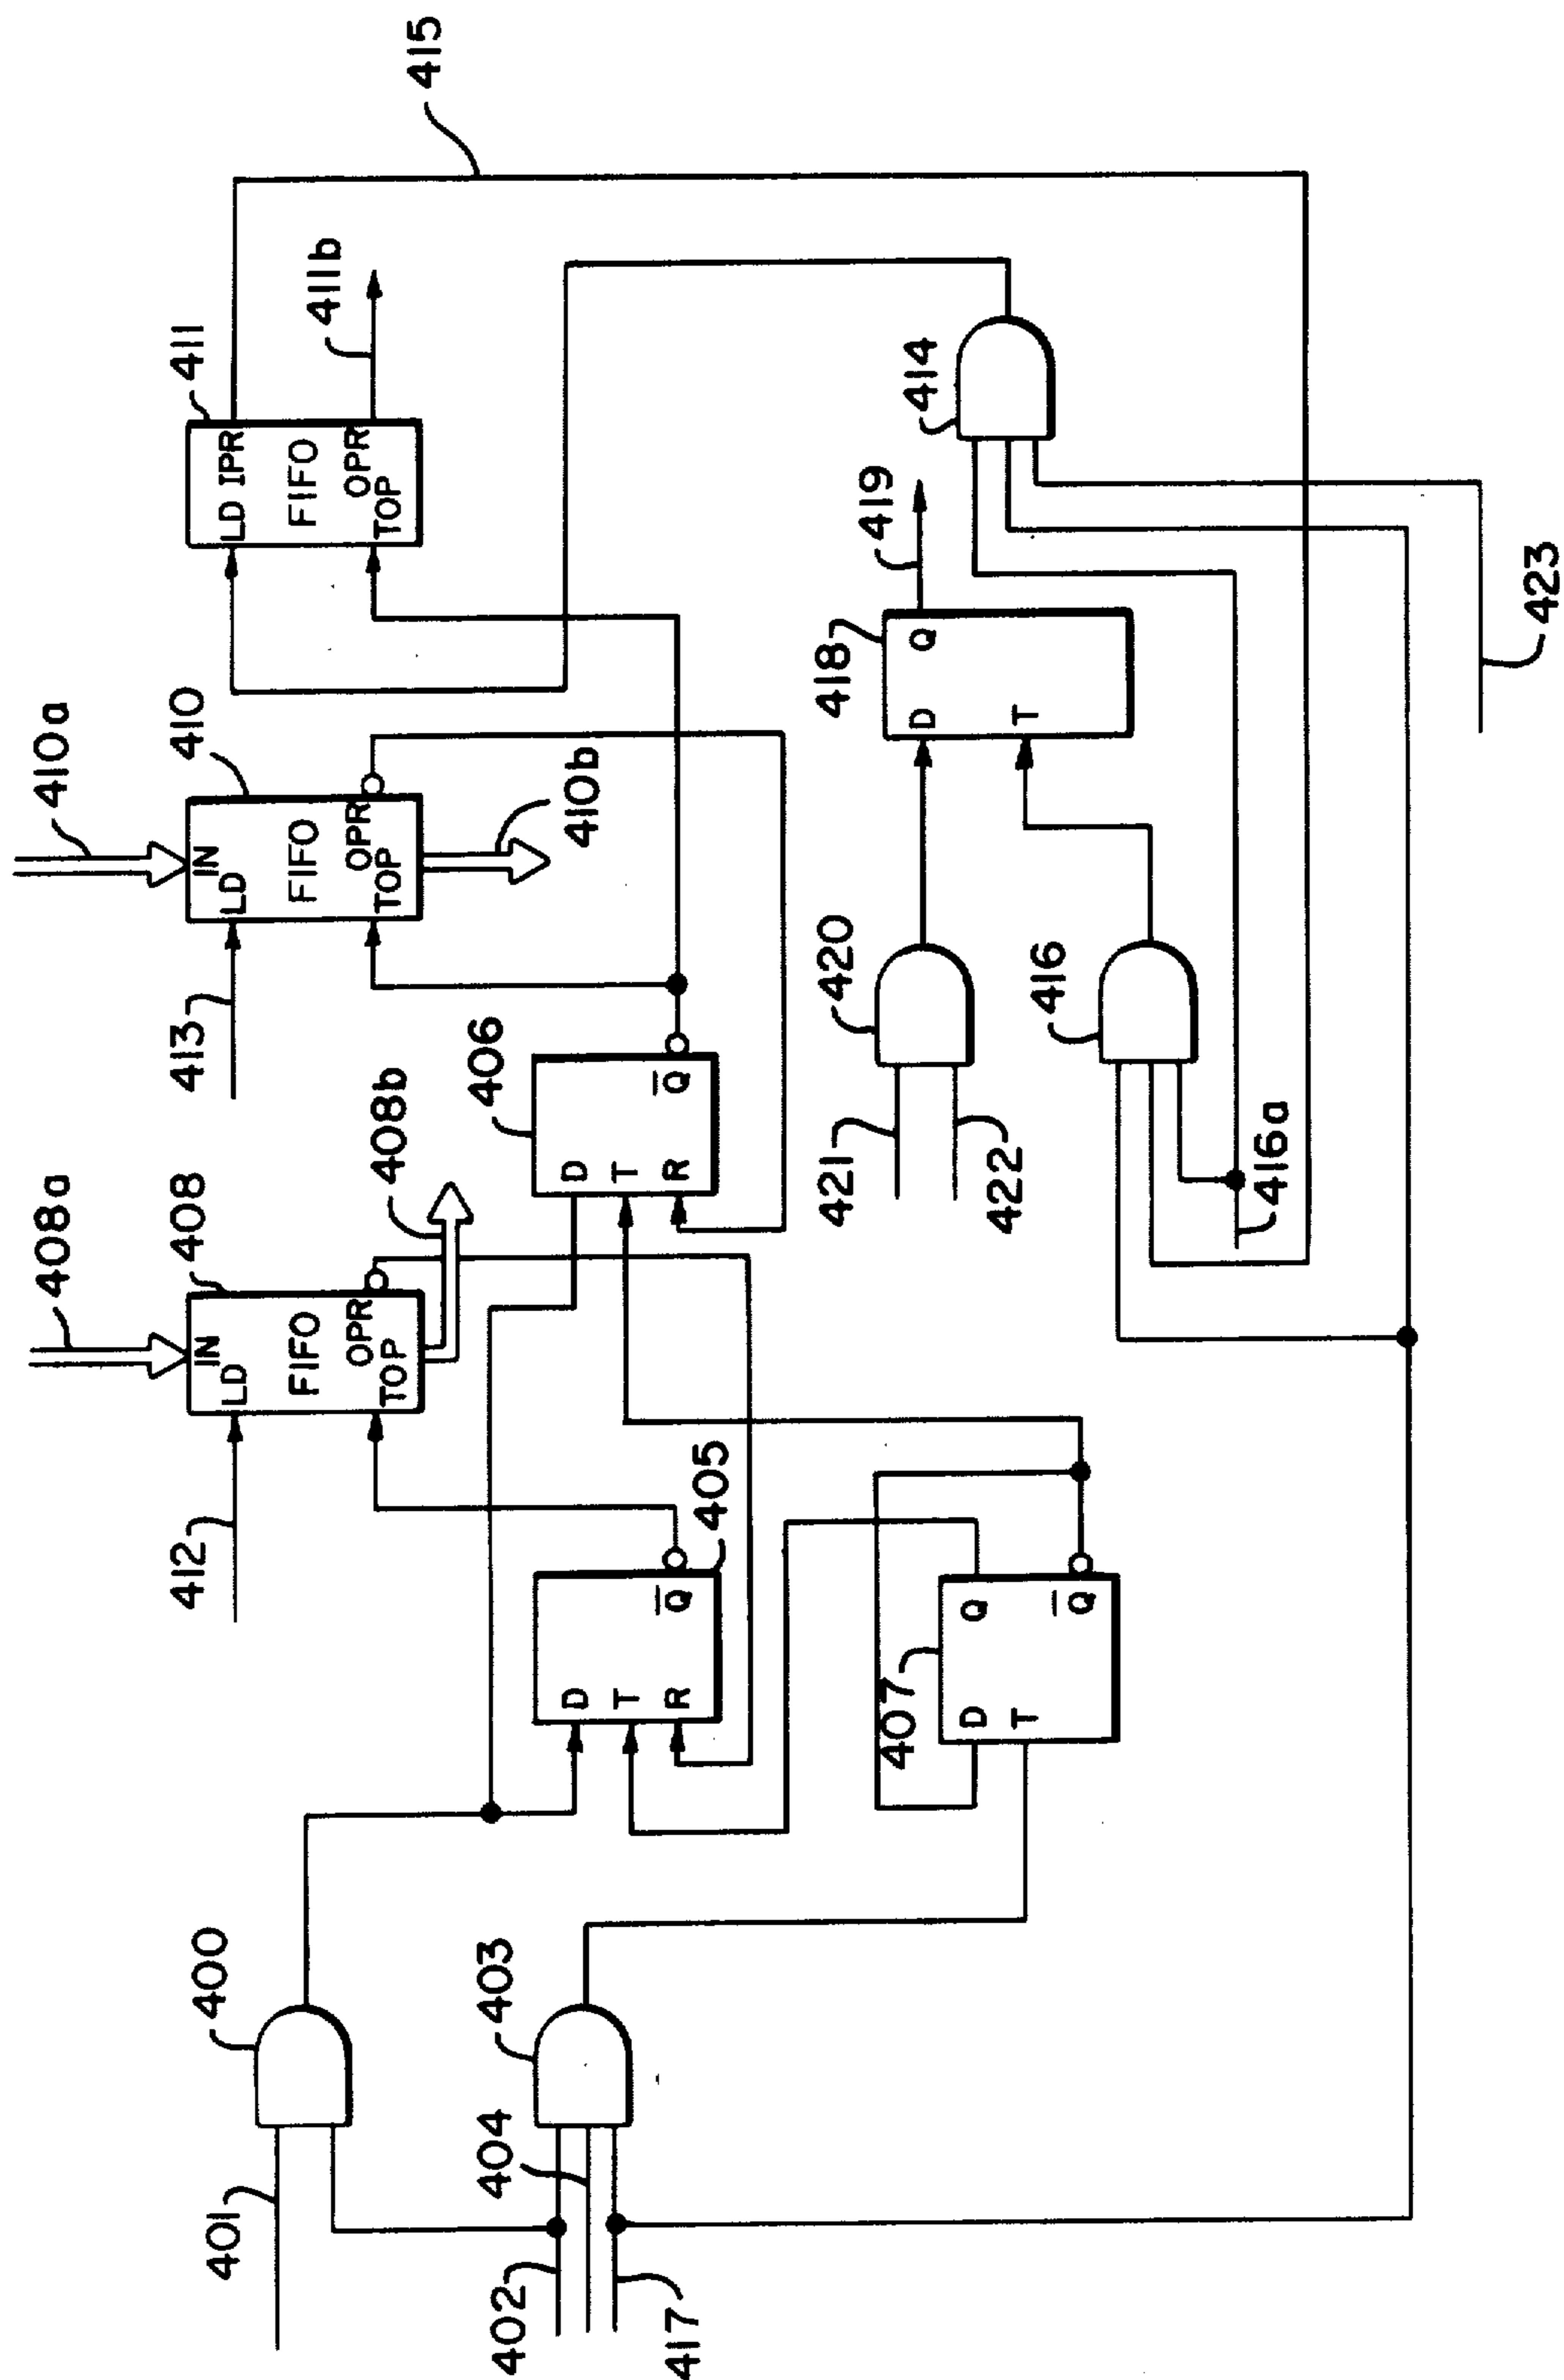 408a
410a
408
410
411
415
IN
LD
FIFO
OPR
TOP
IN
LD
FIFO
OPR
TOP
LD IPR
FIFO
OPR
TOP
412
413
408b
410b
411b
400
401
405
406
D
T
R
Q
D
T
R
Q
403
404
402
417
407
D
T
Q
Q
420
421
422
418
D
T
Q
419
414
416
416a
423